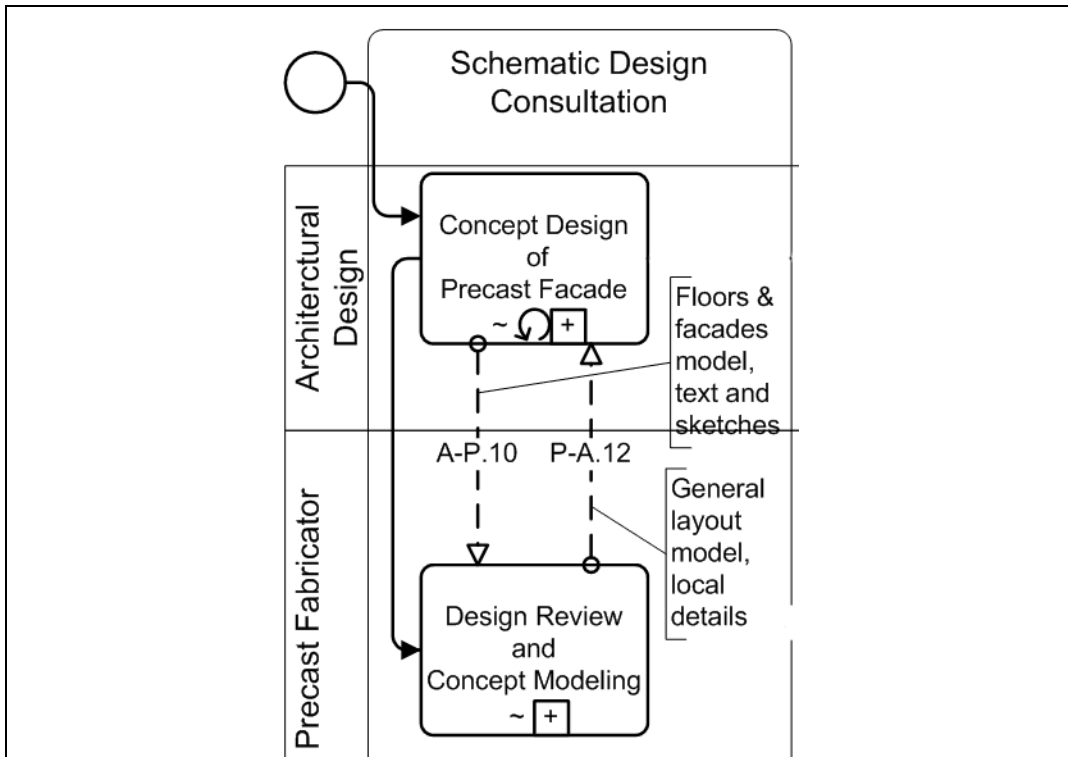 Schematic Design
Consultation
Architerctural
Design
Concept Design
of
Precast Facade
~ +
Floors &
facades
model,
text and
sketches
A-P.10 P-A.12
Precast Fabricator
General
layout
model,
local
details
Design Review
and
Concept Modeling
~ +